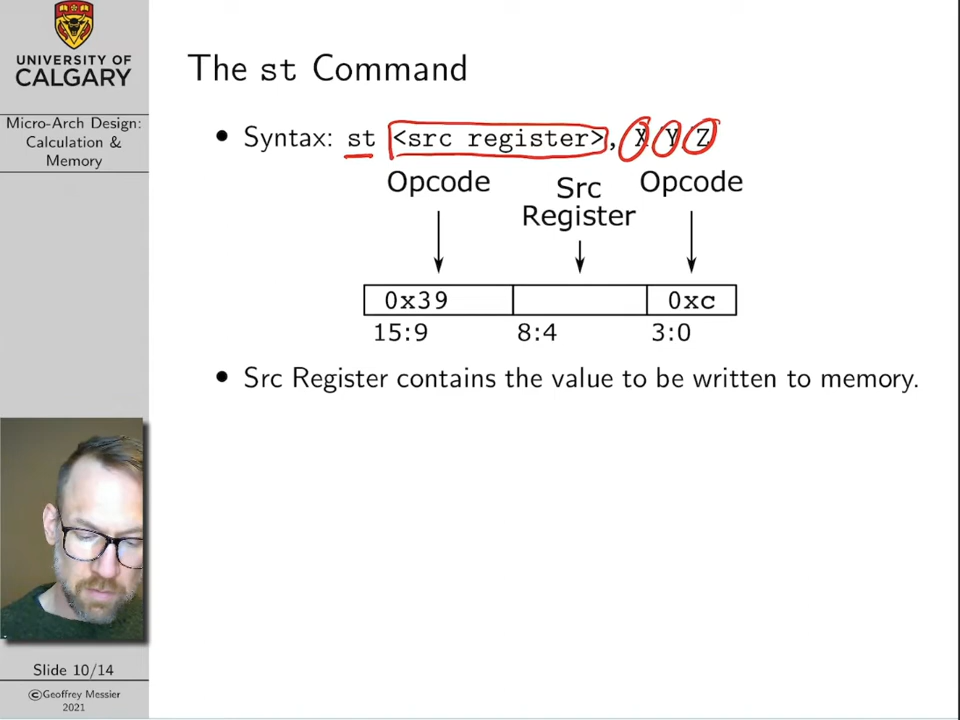 UNIVERSITY OF
CALGARY
Micro-Arch Design:
Calculation &
Memory
The st Command
• Syntax: st <src register>, X Y Z
Opcode Src Register Opcode
0x39 0xc
15:9 8:4 3:0
• Src Register contains the value to be written to memory.
Slide 10/14
©Geoffrey Messier
2021